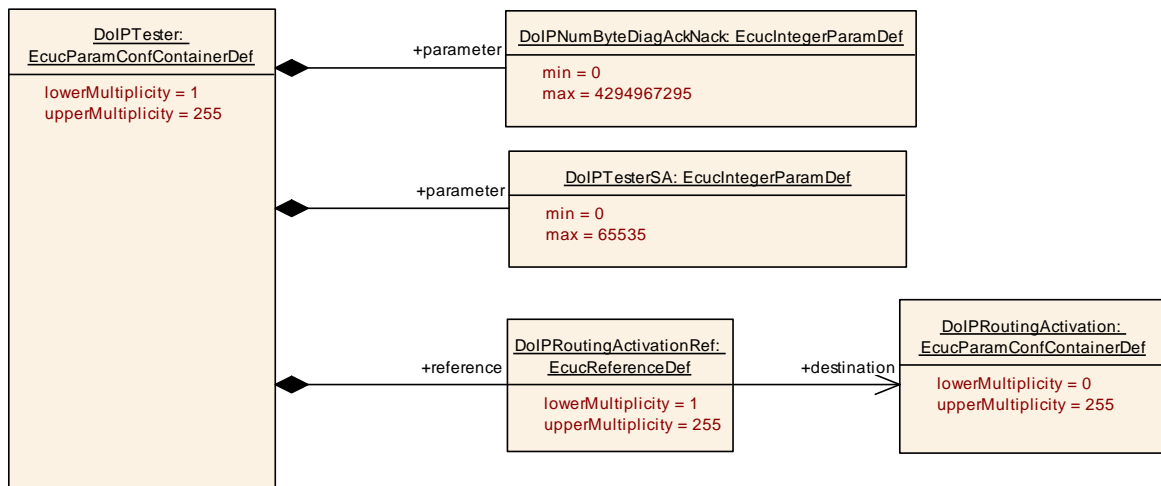 DoIPTester:
EcucParamConfContainerDef
lowerMultiplicity = 1
upperMultiplicity = 255
+parameter
DoIPNumByteDiagAckNack: EcucIntegerParamDef
min = 0
max = 4294967295
+parameter
DoIPTesterSA: EcucIntegerParamDef
min = 0
max = 65535
+reference
DoIPRoutingActivationRef:
EcucReferenceDef
lowerMultiplicity = 1
upperMultiplicity = 255
+destination
DoIPRoutingActivation:
EcucParamConfContainerDef
lowerMultiplicity = 0
upperMultiplicity = 255